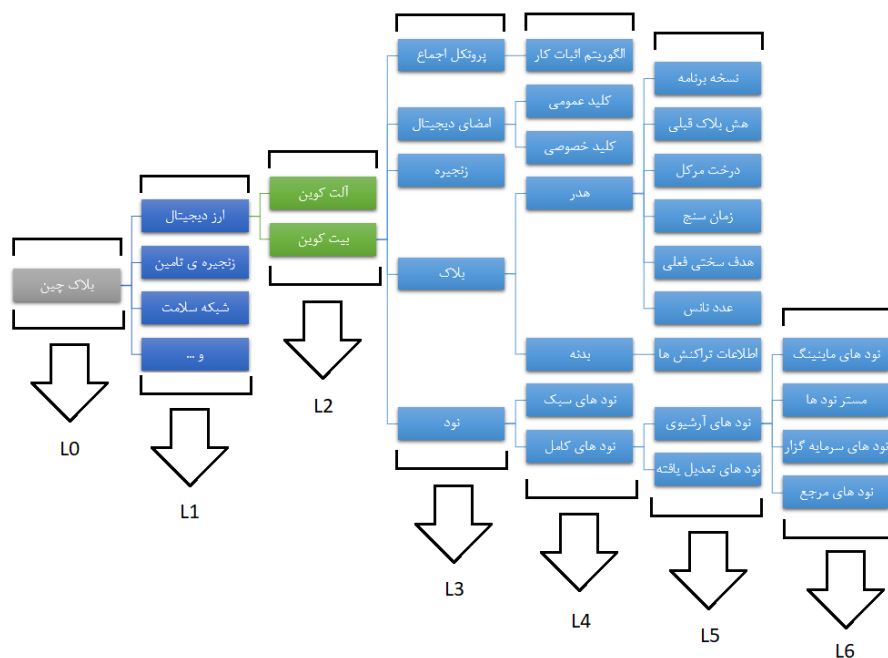 بلاک چین
L0
ارز دیجیتال
زنجیره ی تامین
شبکه سلامت
و ...
L1
آلت کوین
بیت کوین
L2
پروتکل اجماع
امضای دیجیتال
زنجیره
بلاک
نود
L3
الگوریتم اثبات کار
کلید عمومی
کلید خصوصی
هدر
بدنه
نود های سبک
نود های کامل
L4
نسخه برنامه
هش بلاک قبلی
درخت مرکل
زمان سنج
هدف سختی فعلی
عدد نانس
اطلاعات تراکنش ها
نود های آرشیوی
نود های تعدیل یافته
L5
نود های ماینینگ
مستر نود ها
نود های سرمایه گزار
نود های مرجع
L6